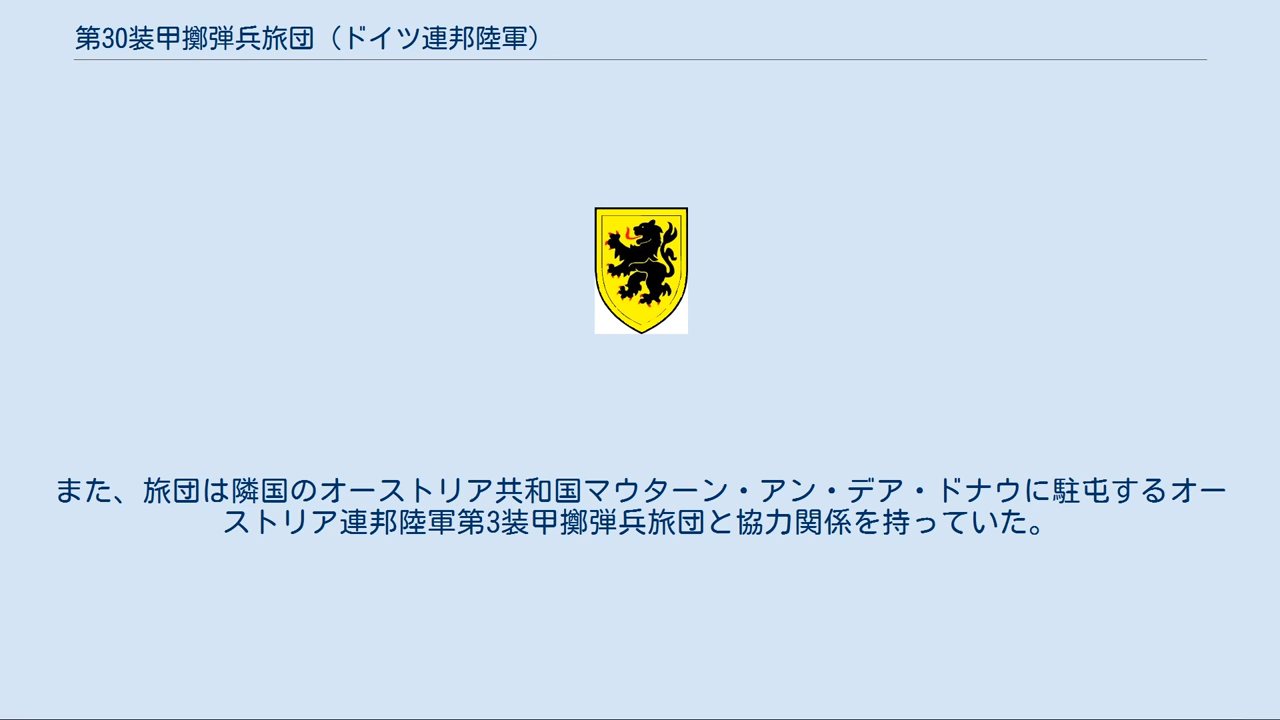 第30装甲擲弾兵旅団（ドイツ連邦陸軍）
また、旅団は隣国のオーストリア共和国マウターン・アン・デア・ドナウに駐屯するオー
ストリア連邦陸軍第3装甲擲弾兵旅団と協力関係を持っていた。